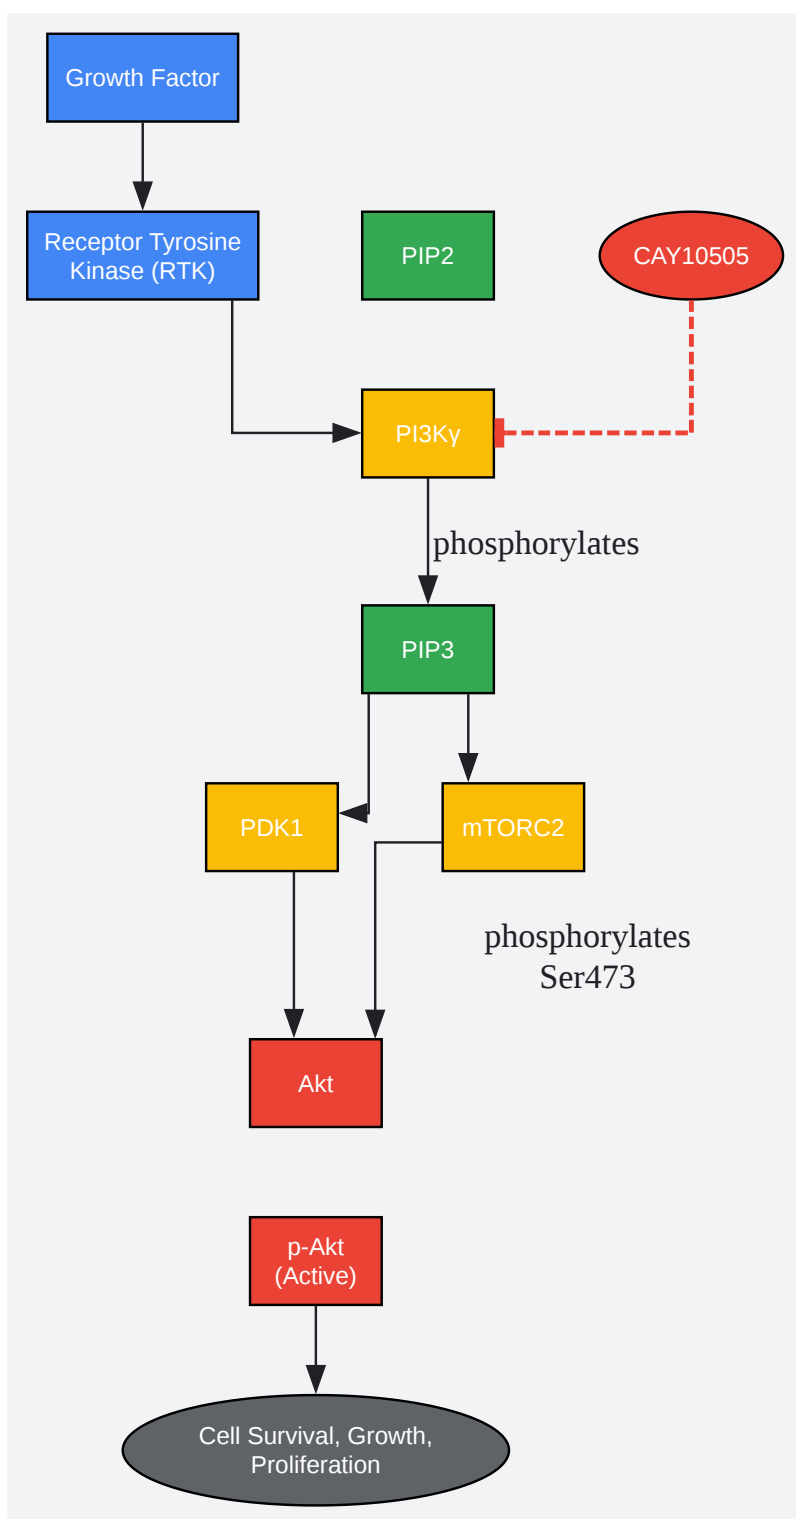 Growth Factor
Receptor Tyrosine
Kinase (RTK)
PIP2
CAY10505
PI3Kγ
phosphorylates
PIP3
PDK1
mTORC2
phosphorylates
Ser473
Akt
p-Akt
(Active)
Cell Survival, Growth,
Proliferation